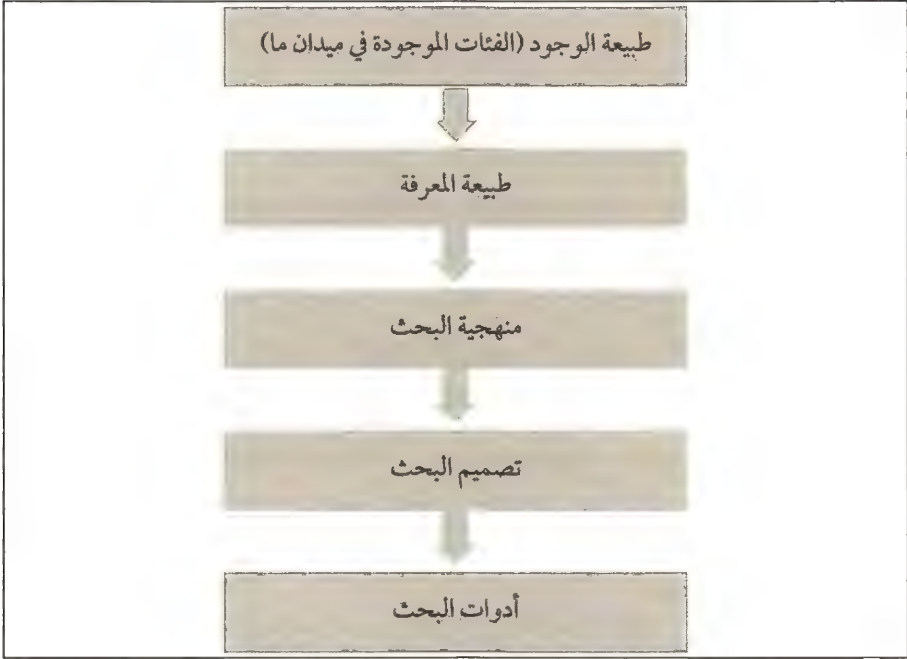 طبيعة الوجود (الفئات الموجودة في ميدان ما)
طبيعة المعرفة
منهجية البحث
تصميم البحث
أدوات البحث